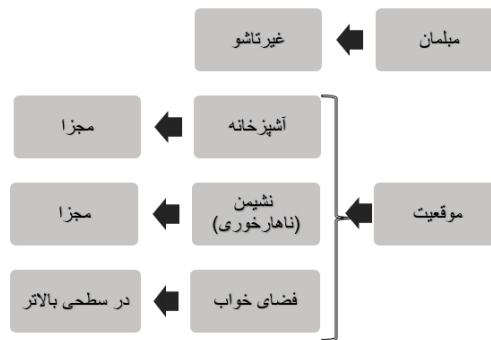 مبلمان
غیرتاشو
آشپزخانه
مجزا
موقعیت
نشیمن
(ناهارخوری)
مجزا
فضای خواب
در سطحی بالاتر